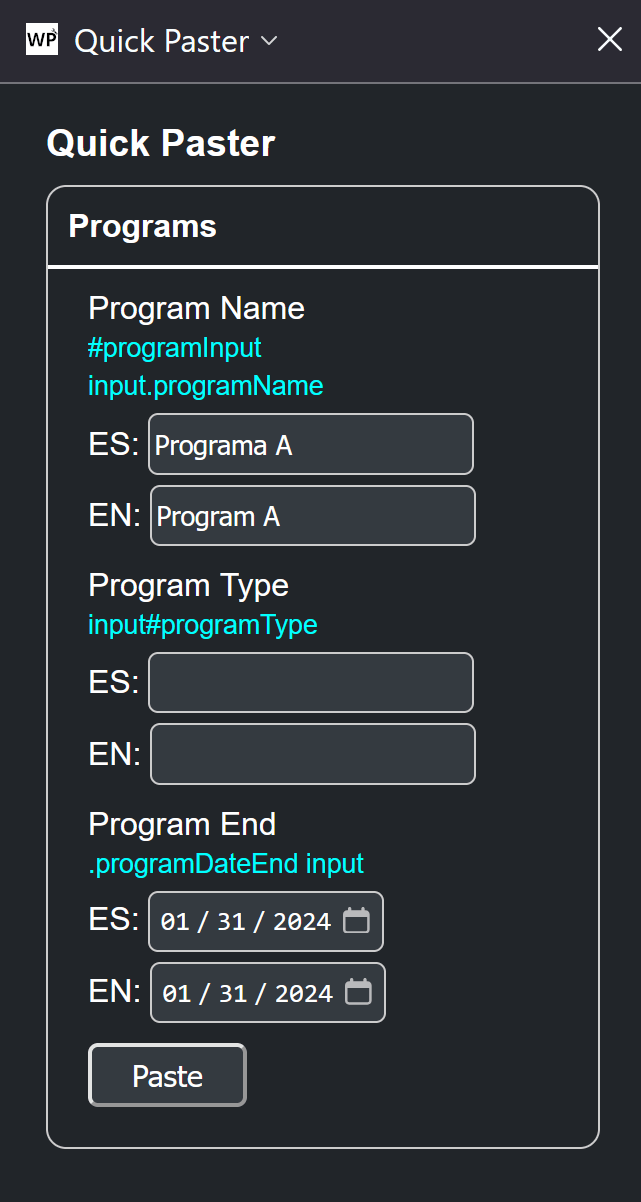 WP Quick Paster
Quick Paster
Programs
Program Name
#programInput
input.programName
ES: Programa A
EN: Program A
Program Type
input#programType
ES:
EN:
Program End
.programDateEnd input
ES: 01 / 31 / 2024
EN: 01 / 31 / 2024
Paste